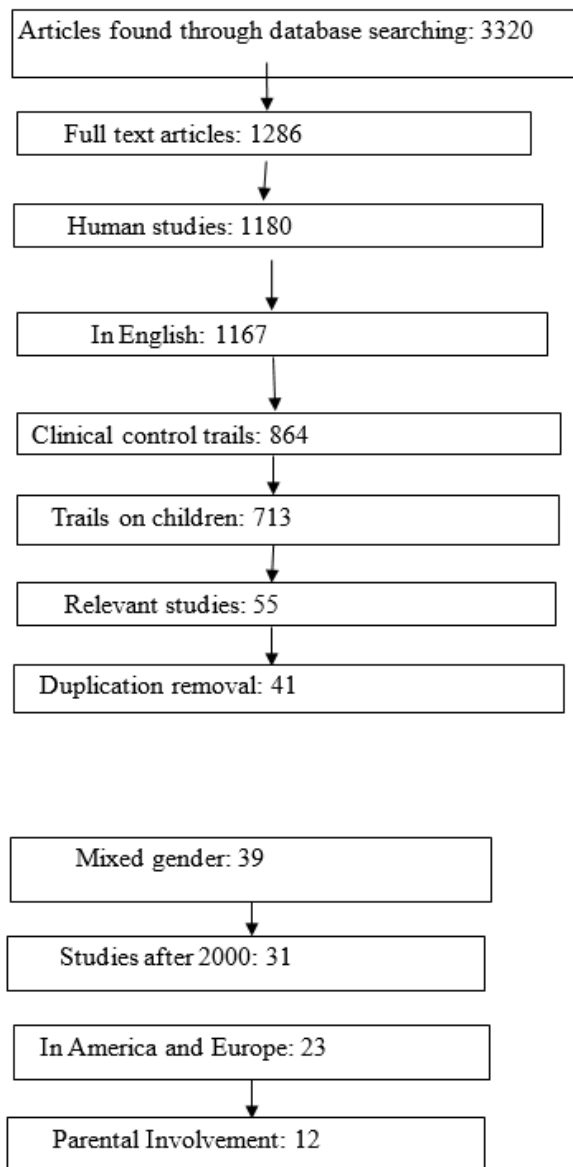 Articles found through database searching: 3320
Full text articles: 1286
Human studies: 1180
In English: 1167
Clinical control trails: 864
Trails on children: 713
Relevant studies: 55
Duplication removal: 41
Mixed gender: 39
Studies after 2000: 31
In America and Europe: 23
Parental Involvement: 12